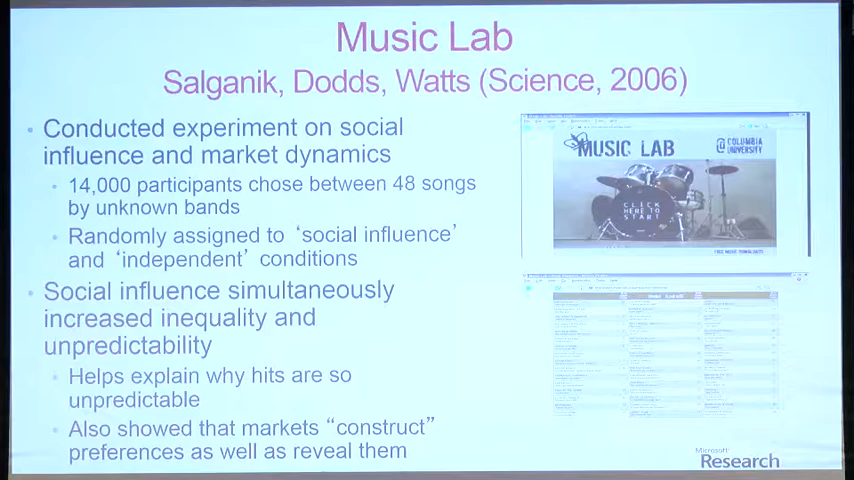 Music Lab
Salganik, Dodds, Watts (Science, 2006)
• Conducted experiment on social
influence and market dynamics
• 14,000 participants chose between 48 songs
by unknown bands
• Randomly assigned to ‘social influence’
and ‘independent’ conditions
• Social influence simultaneously
increased inequality and
unpredictability
• Helps explain why hits are so
unpredictable
• Also showed that markets “construct”
preferences as well as reveal them
MUSIC LAB
@COLUMBIA
UNIVERSITY
CLICK
HERE TO
START
FREE MUSIC DOWNLOADS
Microsoft
Research